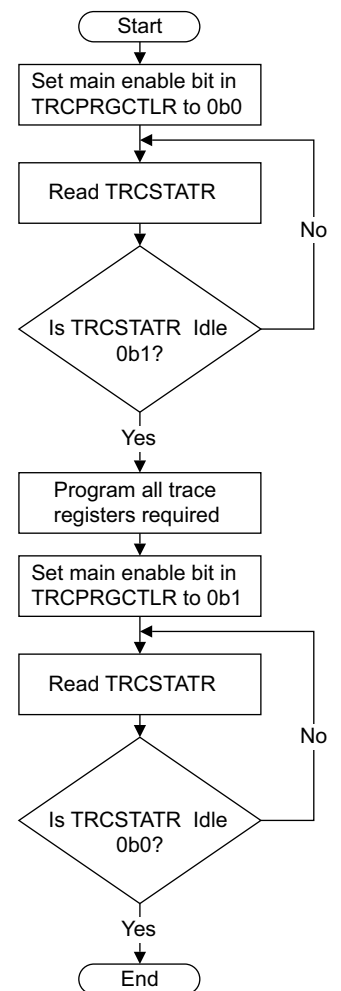 Start
Set main enable bit in
TRCPRGCTLR to 0b0
Read TRCSTATR
No
Is TRCSTATR Idle
0b1?
Yes
Program all trace
registers required
Set main enable bit in
TRCPRGCTLR to 0b1
Read TRCSTATR
No
Is TRCSTATR Idle
0b0?
Yes
End